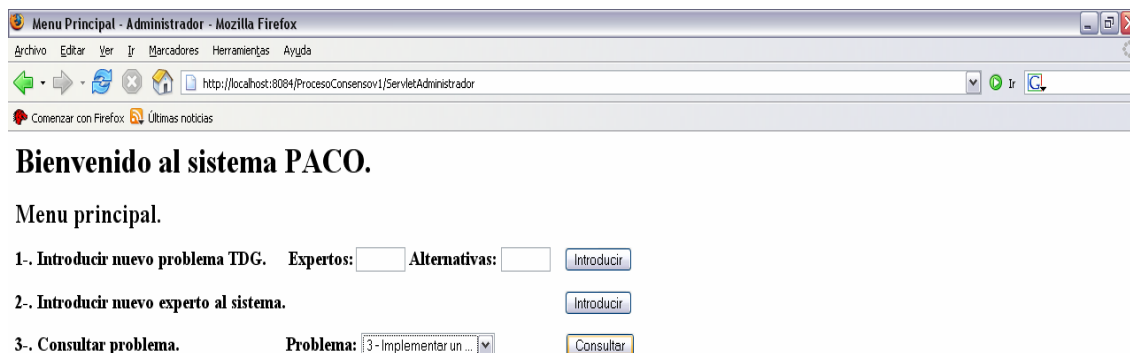 Menu Principal - Administrador - Mozilla Firefox
Archivo Editar Ver Ir Marcadores Herramientas Ayuda
http://localhost:8084/ProcesoConsensov1/ServletAdministrador Ir G
Comenzar con Firefox Últimas noticias
Bienvenido al sistema PACO.
Menu principal.
1-. Introducir nuevo problema TDG. Expertos: Alternativas: Introducir
2-. Introducir nuevo experto al sistema. Introducir
3-. Consultar problema. Problema: 3 - Implementar un ... Consultar